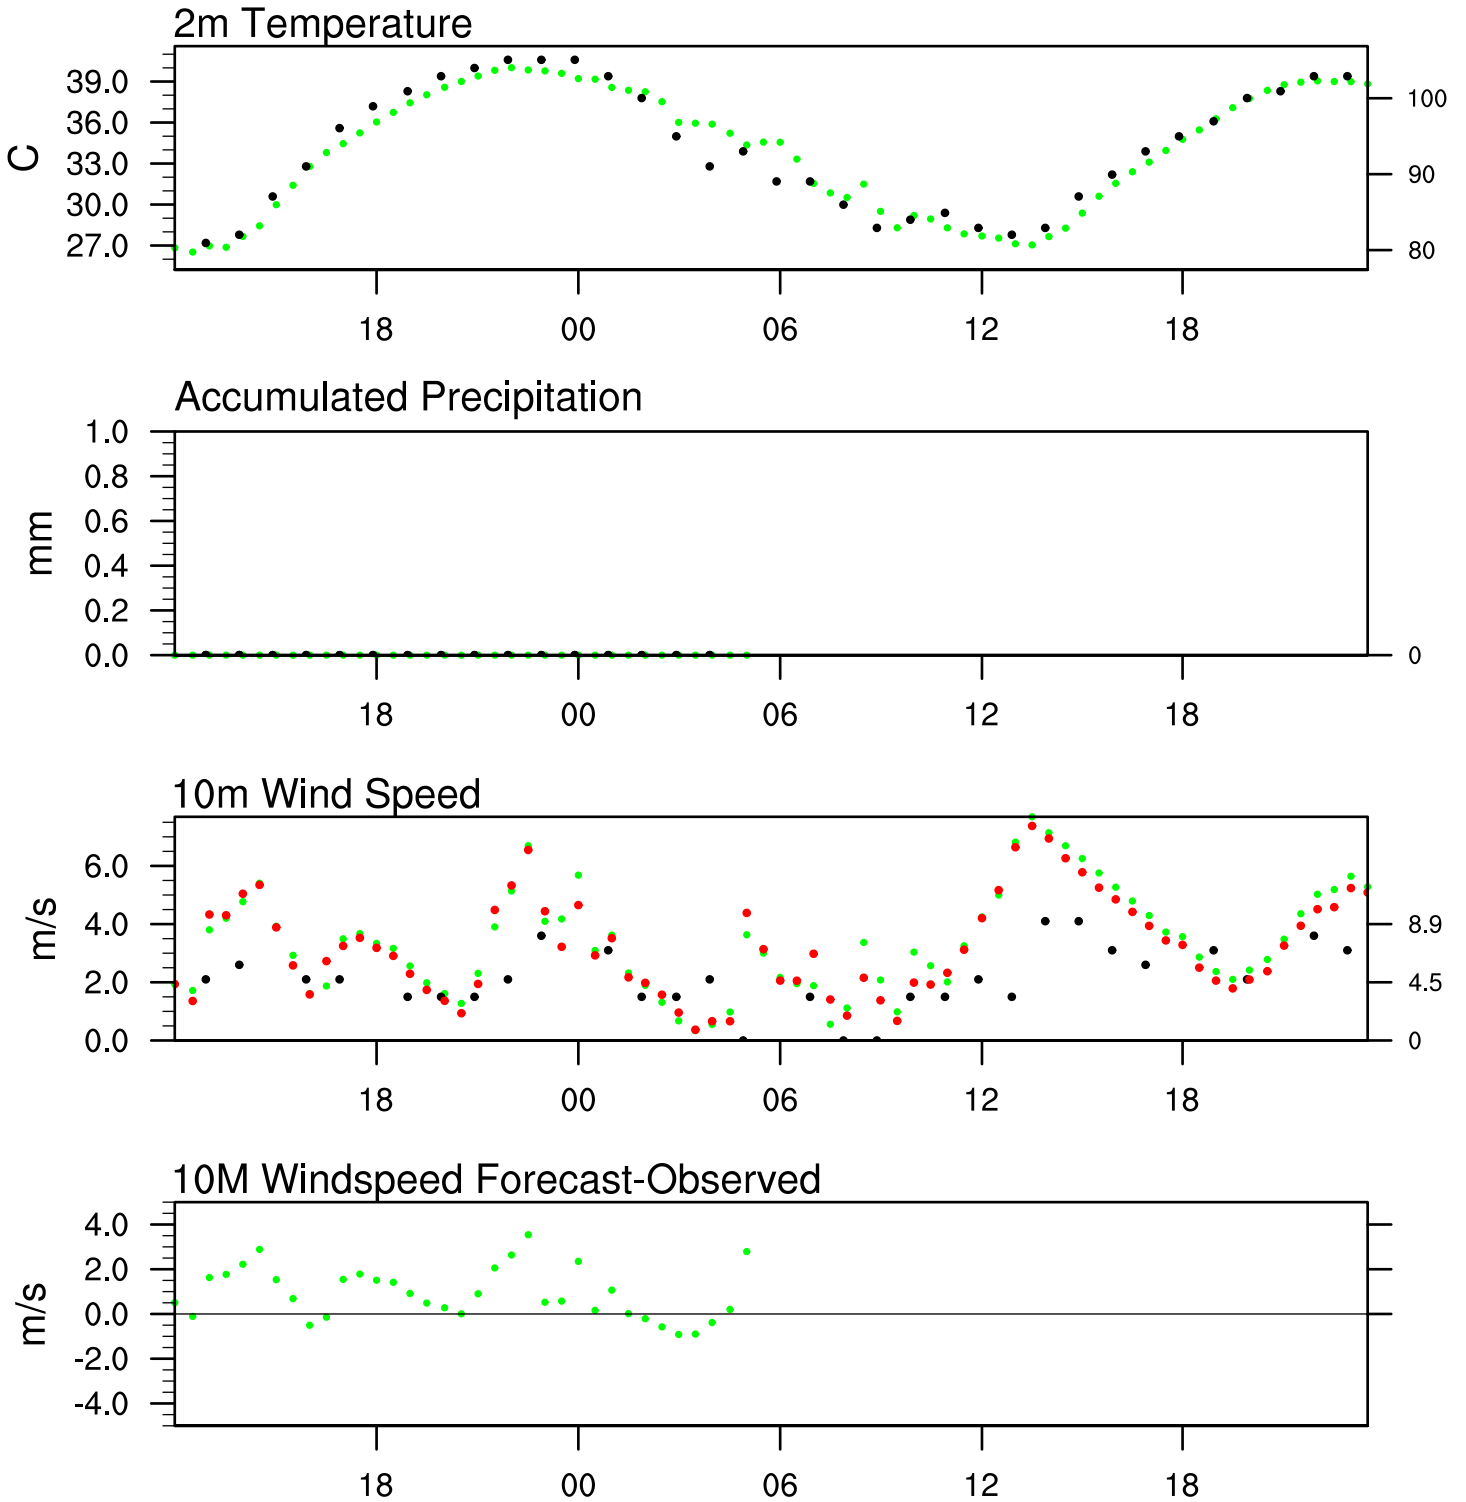 2m Temperature
C
39.0
36.0
33.0
30.0
27.0
100
90
80
18 00 06 12 18
Accumulated Precipitation
mm
1.0
0.8
0.6
0.4
0.2
0.0
0
18 00 06 12 18
10m Wind Speed
m/s
6.0
4.0
2.0
0.0
8.9
4.5
0
18 00 06 12 18
10M Windspeed Forecast-Observed
m/s
4.0
2.0
0.0
-2.0
-4.0
18 00 06 12 18